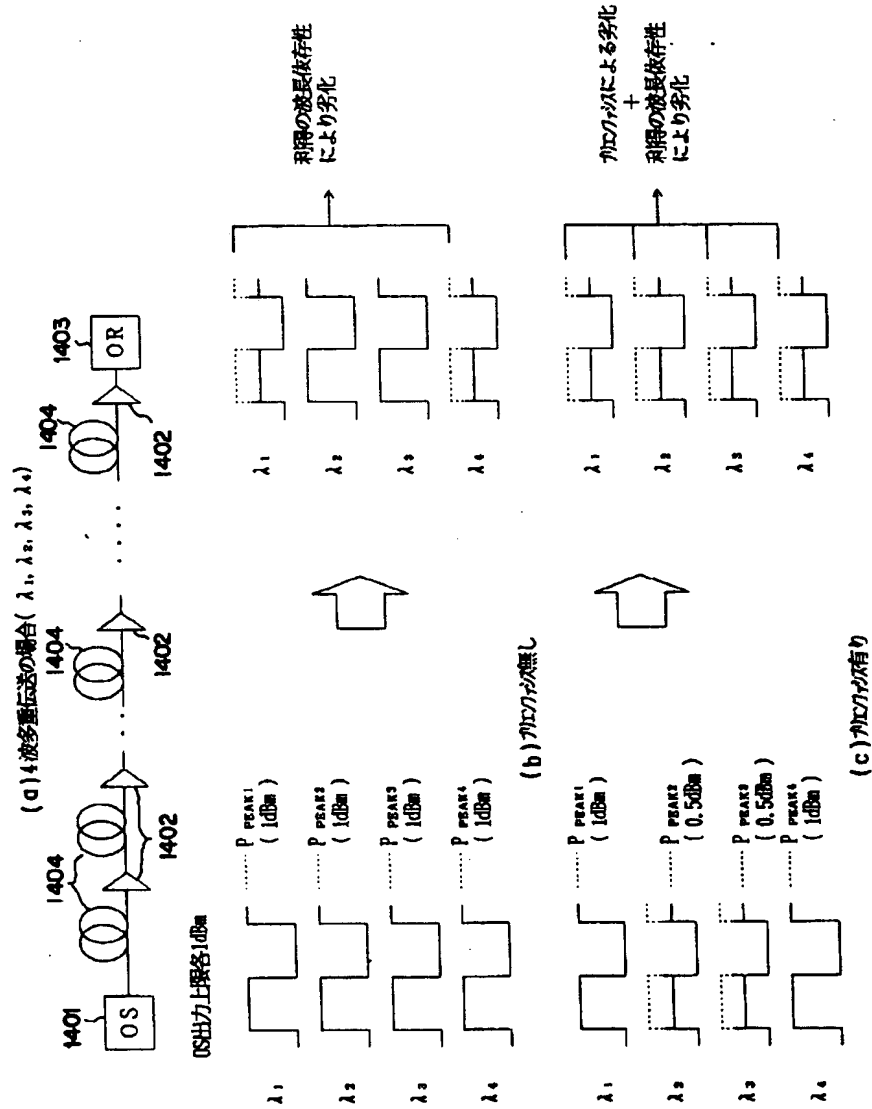 (a)4波多重伝送の場合( λ1, λ2, λ3, λ4)
1401
OS
1404
1402
1404
1402
1404
1402
1403
OR
OS出力上限各1dBm
λ1
PPEAK1
( 1dBm )
λ2
PPEAK2
( 1dBm )
λ3
PPEAK3
( 1dBm )
λ4
PPEAK4
( 1dBm )
λ1
λ2
λ3
λ4
利得の波長依存性
により劣化
(b)プリエンファシス無し
λ1
PPEAK1
( 1dBm )
λ2
PPEAK2
( 0.5dBm )
λ3
PPEAK3
( 0.5dBm )
λ4
PPEAK4
( 1dBm )
λ1
λ2
λ3
λ4
プリエンファシスによる劣化
+
利得の波長依存性
により劣化
(c)プリエンファシス有り